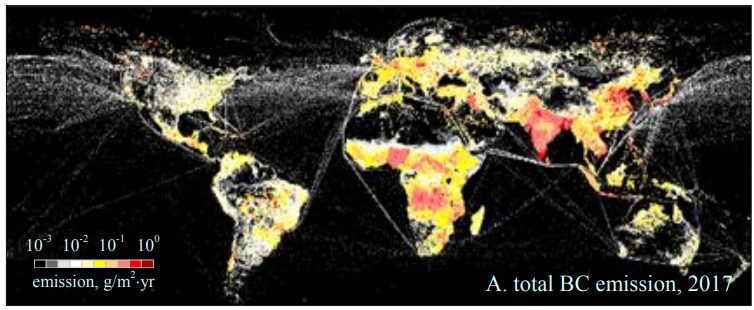 10⁻³ 10⁻² 10⁻¹ 10⁰
emission, g/m²·yr
A. total BC emission, 2017